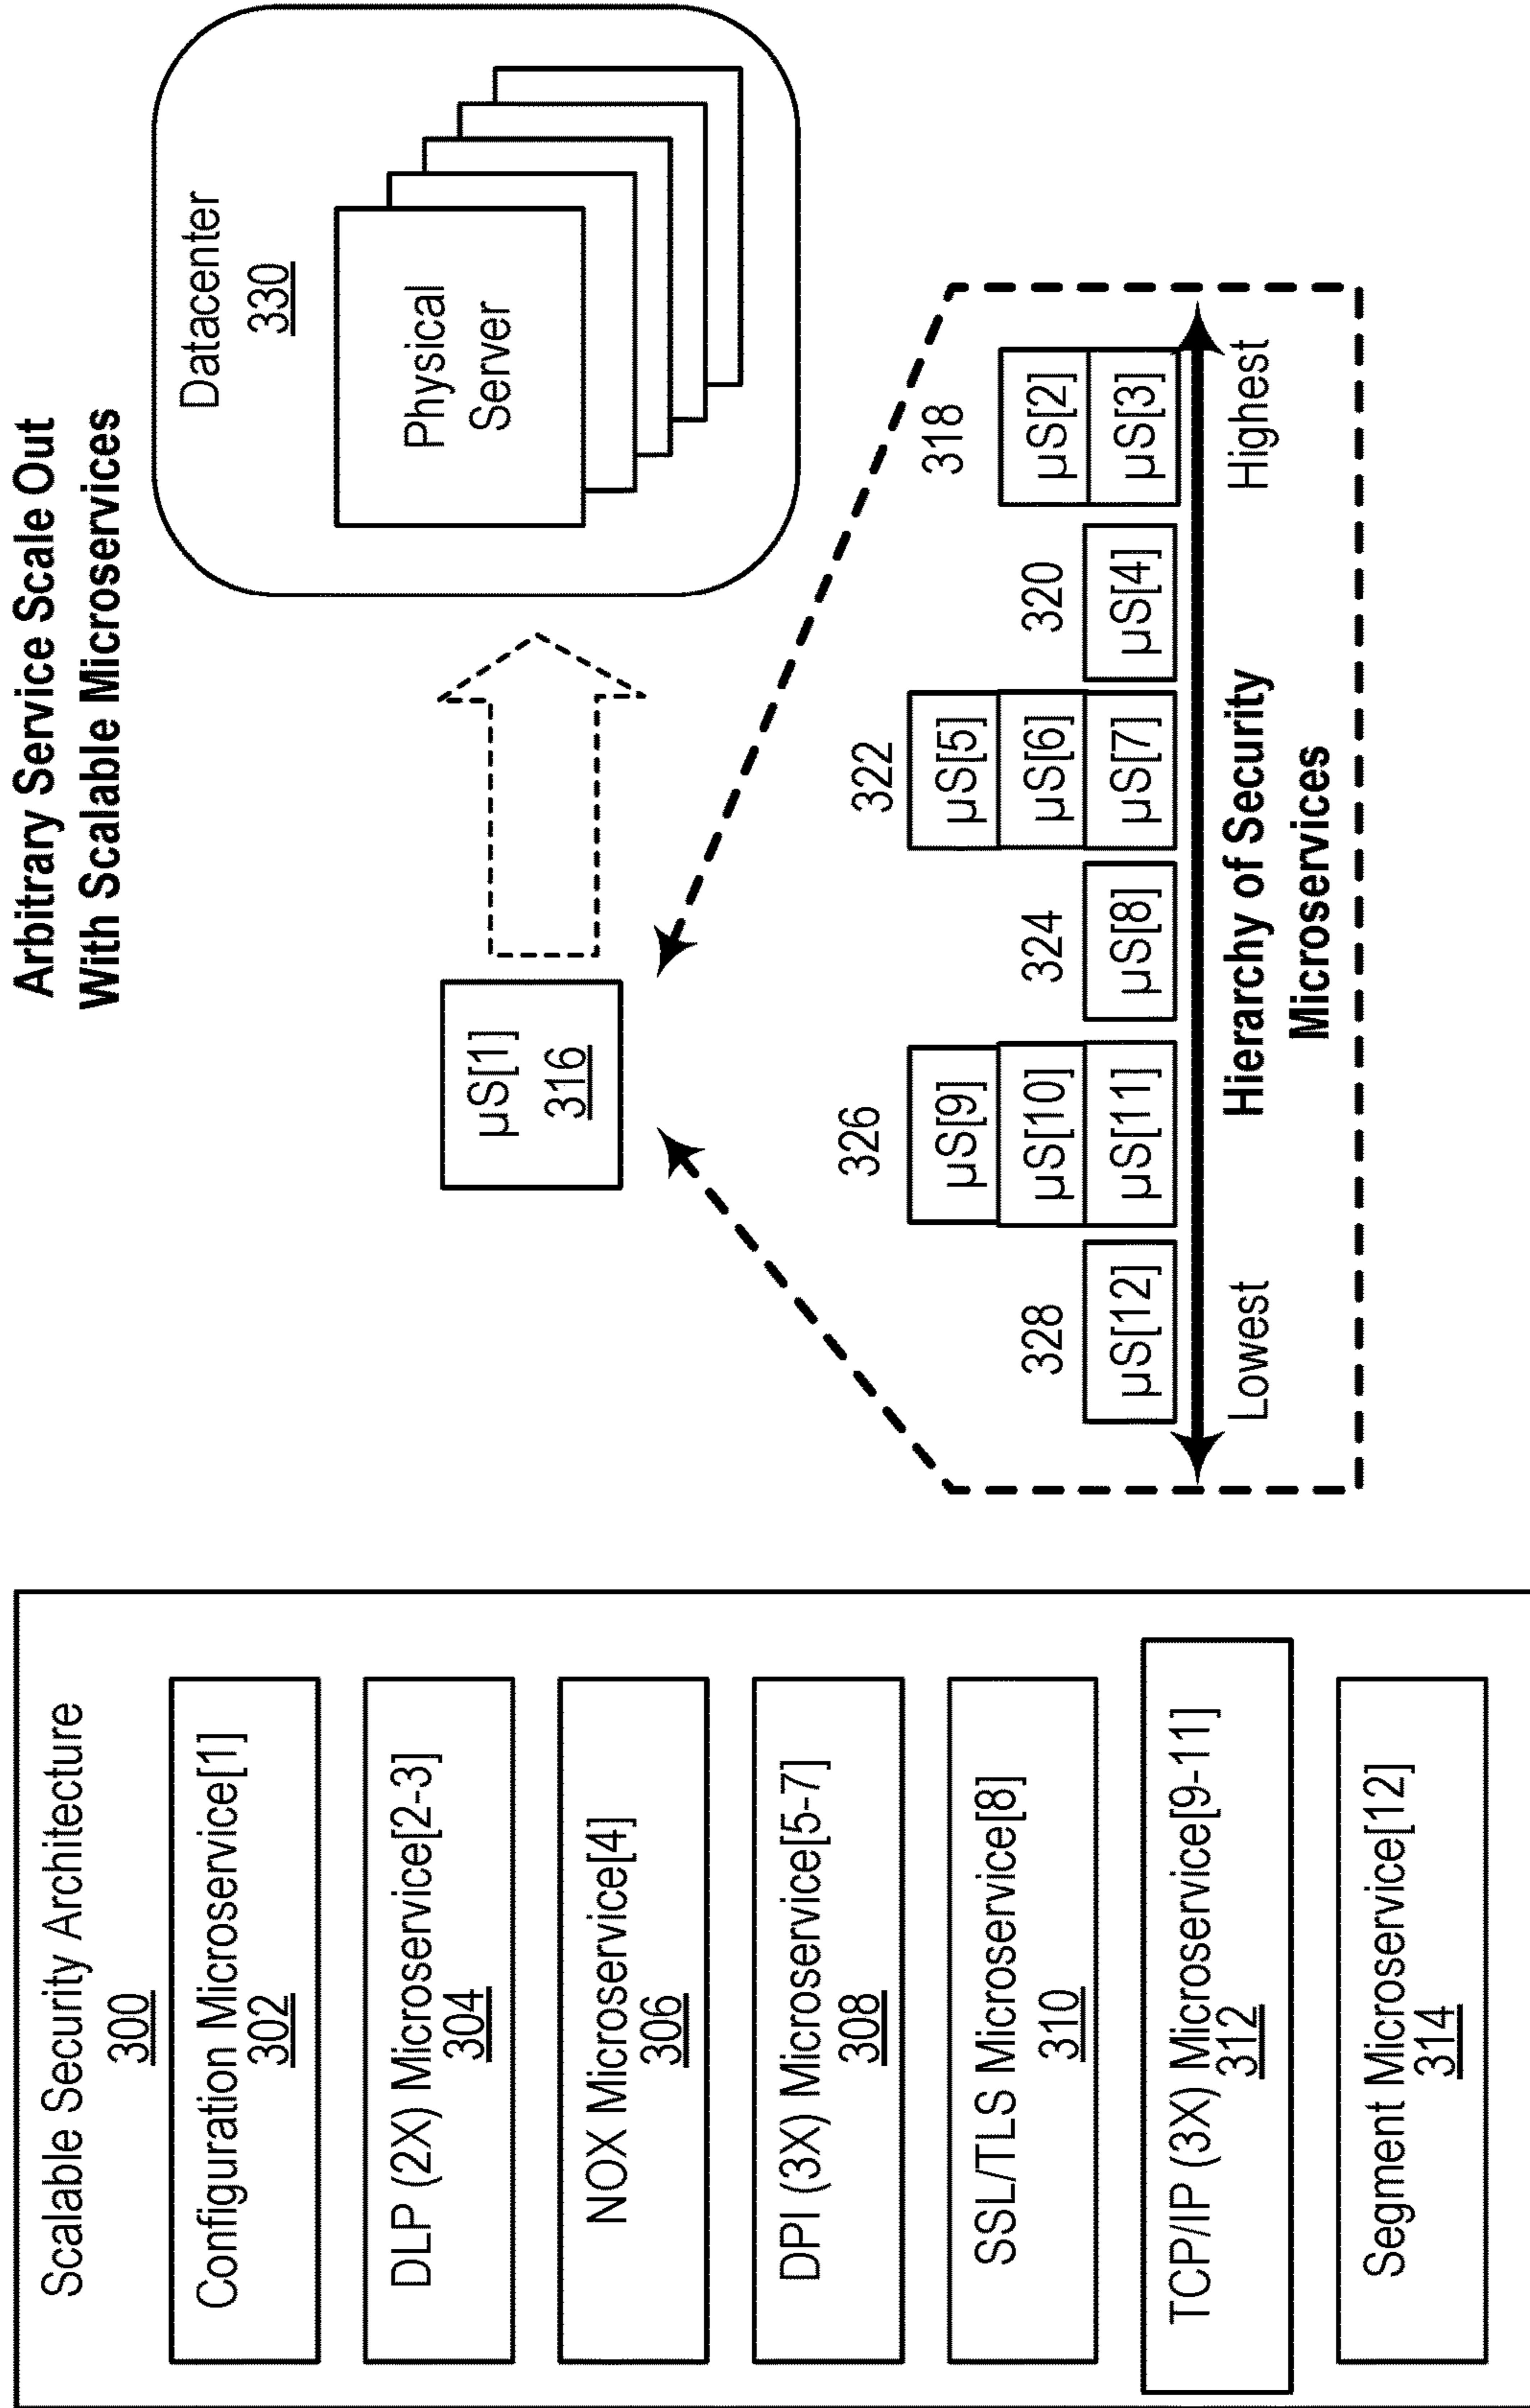 Scalable Security Architecture
300
Configuration Microservice[1]
302
DLP (2X) Microservice[2-3]
304
NOX Microservice[4]
306
DPI (3X) Microservice[5-7]
308
SSL/TLS Microservice[8]
310
TCP/IP (3X) Microservice[9-11]
312
Segment Microservice[12]
314
Arbitrary Service Scale Out
With Scalable Microservices
µS[1]
316
Datacenter
330
Physical
Server
328
µS[12]
326
µS[9]
µS[10]
µS[11]
324
µS[8]
322
µS[5]
µS[6]
µS[7]
320
µS[4]
318
µS[2]
µS[3]
Lowest
Hierarchy of Security
Microservices
Highest